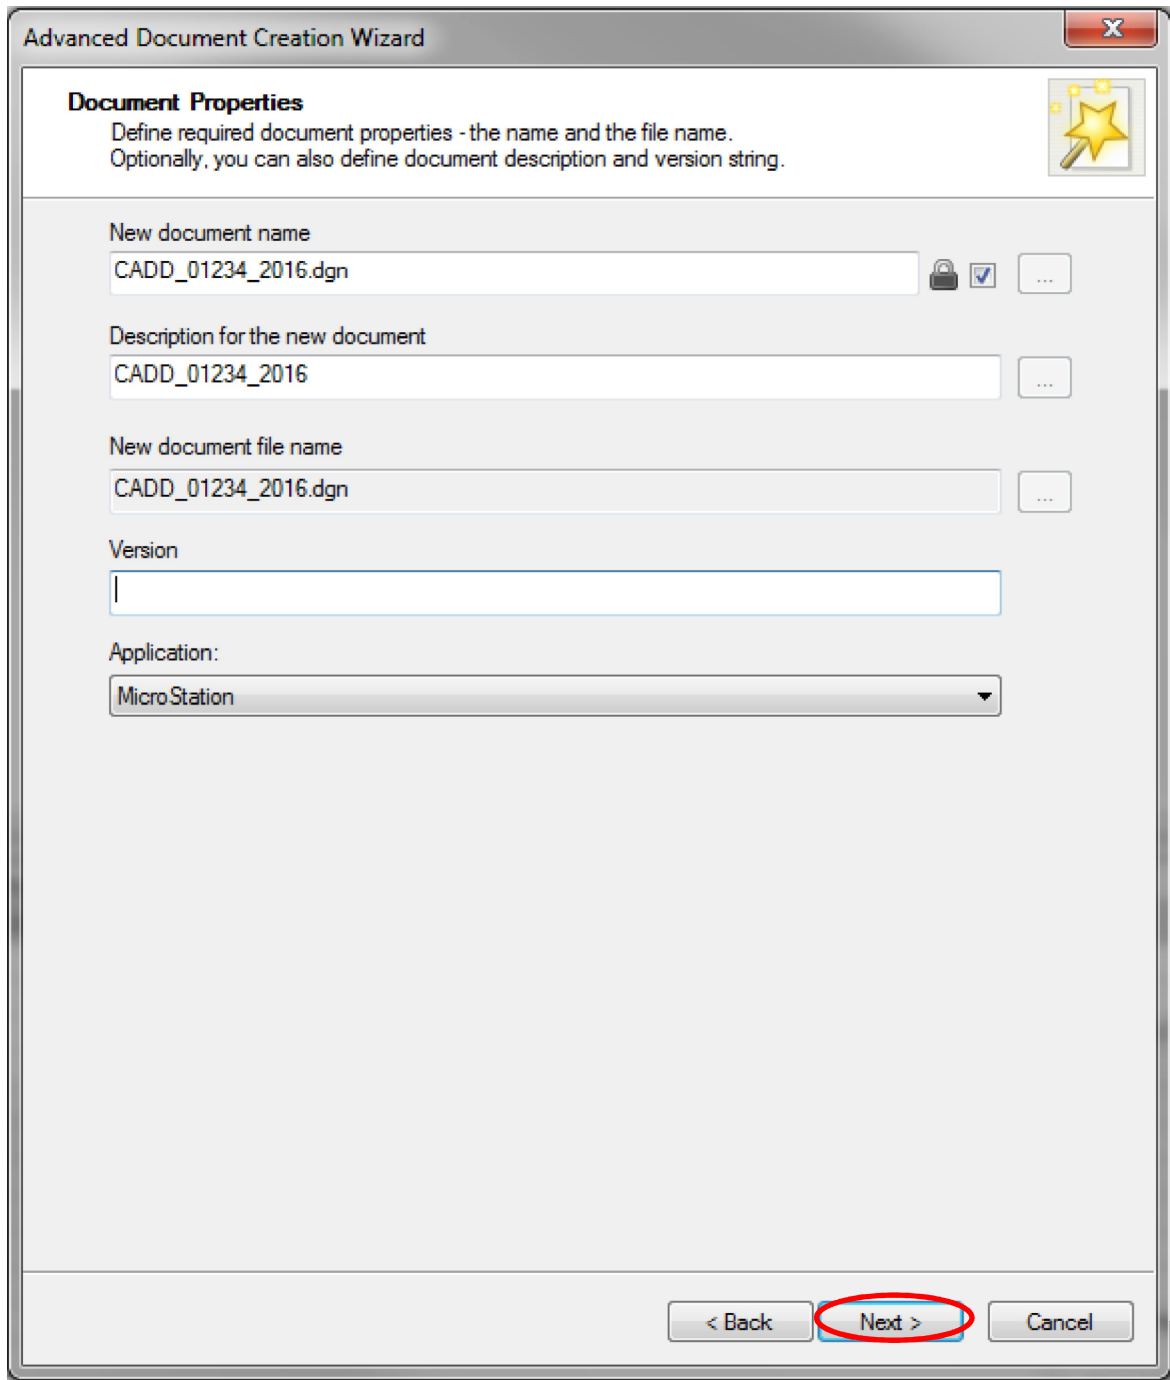 Advanced Document Creation Wizard
X
Document Properties
Define required document properties - the name and the file name.
Optionally, you can also define document description and version string.
New document name
CADD_01234_2016.dgn
...
Description for the new document
CADD_01234_2016
...
New document file name
CADD_01234_2016.dgn
...
Version
Application:
MicroStation
< Back Next > Cancel